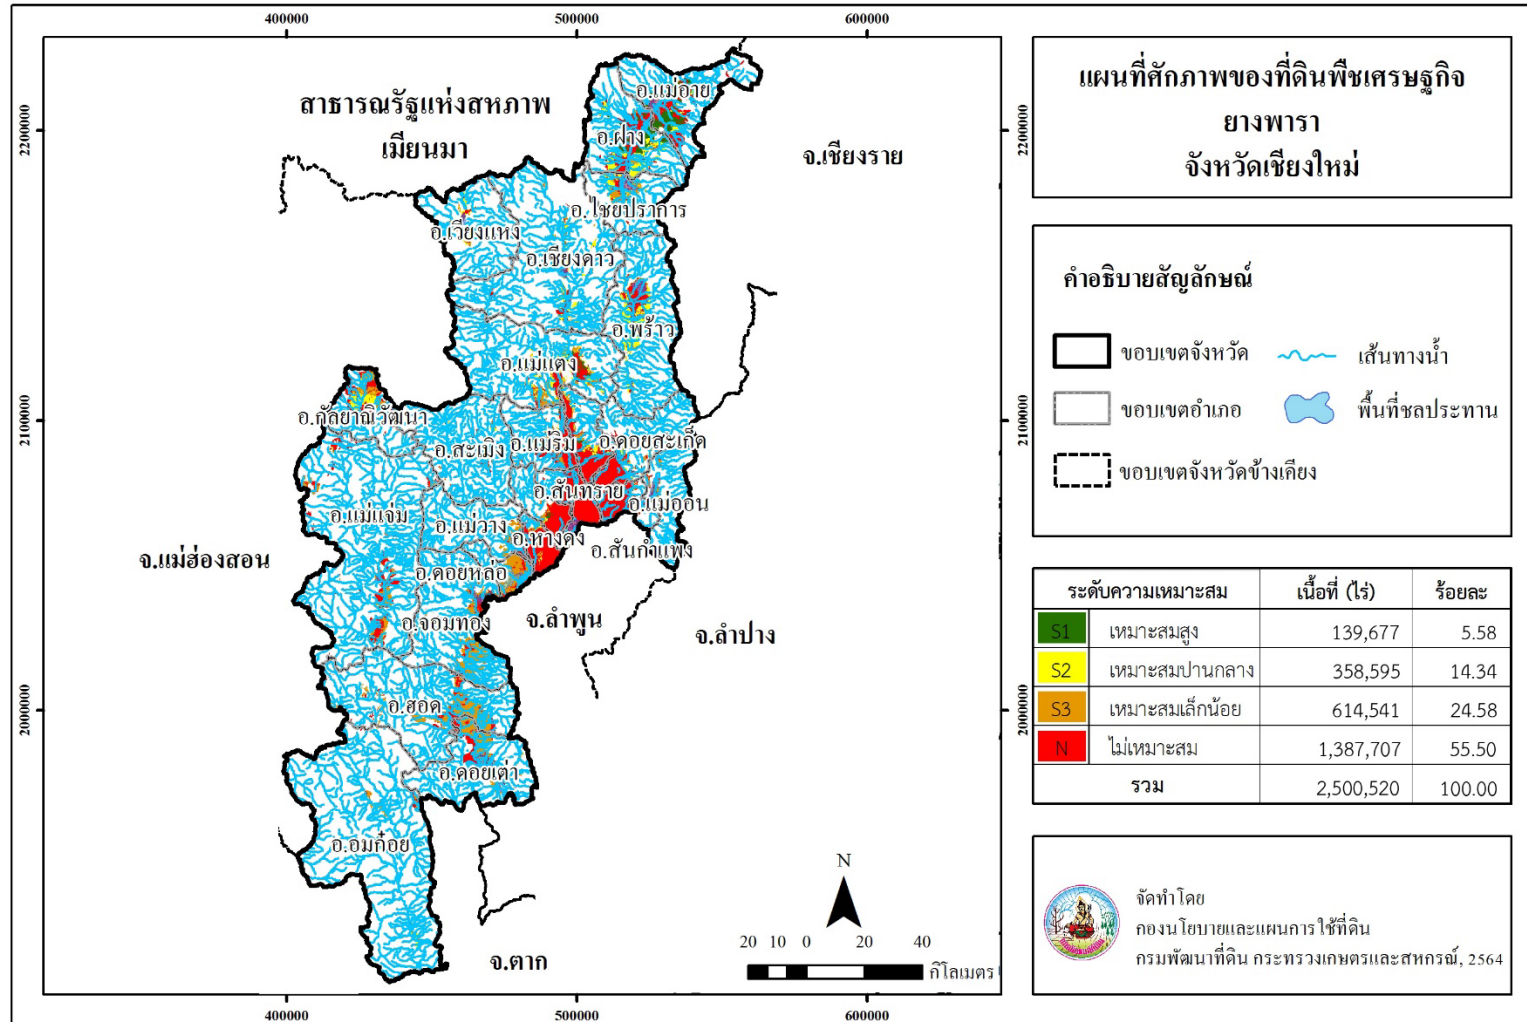 400000
500000
600000
2200000
2100000
2000000
2200000
2100000
2000000
400000
500000
600000
สาธารณรัฐแห่งสหภาพ
เมียนมา
จ.เชียงราย
จ.แม่ฮ่องสอน
จ.ลำพูน
จ.ลำปาง
จ.ตาก
อ.แม่อาย
อ.ฝาง
อ.ไชยปราการ
อ.เวียงแหง
อ.เชียงดาว
อ.พร้าว
อ.แม่แตง
อ.กัลยาณิวัฒนา
อ.สะเมิง
อ.แม่ริม
อ.ดอยสะเก็ด
อ.สันทราย
อ.แม่ออน
อ.แม่แจ่ม
อ.แม่วาง
อ.หางดง
อ.สันกำแพง
อ.ดอยหล่อ
อ.จอมทอง
อ.ฮอด
อ.ดอยเต่า
อ.อมก๋อย
N
20 10 0 20 40
กิโลเมตร
แผนที่ศักภาพของที่ดินพืชเศรษฐกิจ
ยางพารา
จังหวัดเชียงใหม่
คำอธิบายสัญลักษณ์
ขอบเขตจังหวัด เส้นทางน้ำ
ขอบเขตอำเภอ พื้นที่ชลประทาน
ขอบเขตจังหวัดข้างเคียง
ระดับความเหมาะสม เนื้อที่ (ไร่) ร้อยละ
S1 เหมาะสมสูง 139,677 5.58
S2 เหมาะสมปานกลาง 358,595 14.34
S3 เหมาะสมเล็กน้อย 614,541 24.58
N ไม่เหมาะสม 1,387,707 55.50
รวม 2,500,520 100.00
จัดทำโดย
กองนโยบายและแผนการใช้ที่ดิน
กรมพัฒนาที่ดิน กระทรวงเกษตรและสหกรณ์, 2564